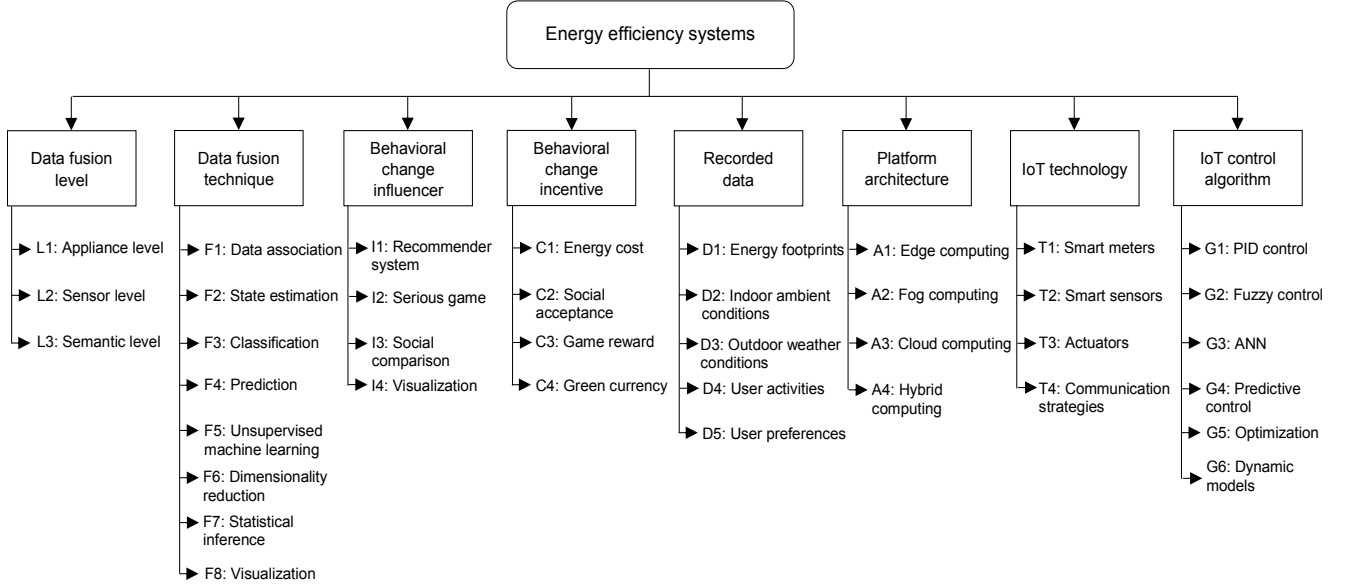 Energy efficiency systems
Data fusion
level
L1: Appliance level
L2: Sensor level
L3: Semantic level
Data fusion
technique
F1: Data association
F2: State estimation
F3: Classification
F4: Prediction
F5: Unsupervised
machine learning
F6: Dimensionality
reduction
F7: Statistical
inference
F8: Visualization
Behavioral
change
influencer
I1: Recommender
system
I2: Serious game
I3: Social
comparison
I4: Visualization
Behavioral
change
incentive
C1: Energy cost
C2: Social
acceptance
C3: Game reward
C4: Green currency
Recorded
data
D1: Energy footprints
D2: Indoor ambient
conditions
D3: Outdoor weather
conditions
D4: User activities
D5: User preferences
Platform
architecture
A1: Edge computing
A2: Fog computing
A3: Cloud computing
A4: Hybrid
computing
IoT technology
T1: Smart meters
T2: Smart sensors
T3: Actuators
T4: Communication
strategies
IoT control
algorithm
G1: PID control
G2: Fuzzy control
G3: ANN
G4: Predictive
control
G5: Optimization
G6: Dynamic
models